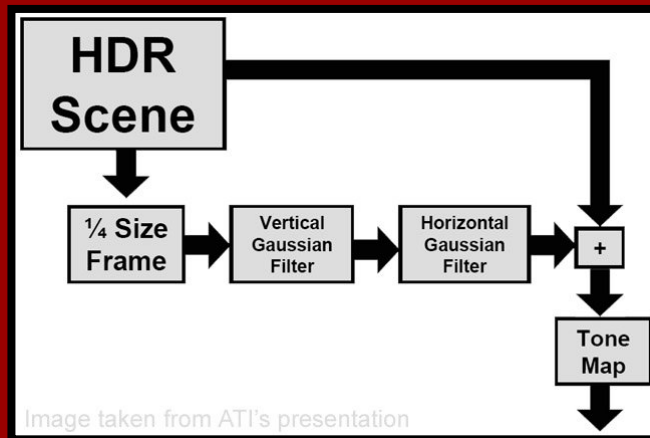 HDR
Scene
¼ Size
Frame
Vertical
Gaussian
Filter
Horizontal
Gaussian
Filter
+
Tone
Map
Image taken from ATI's presentation